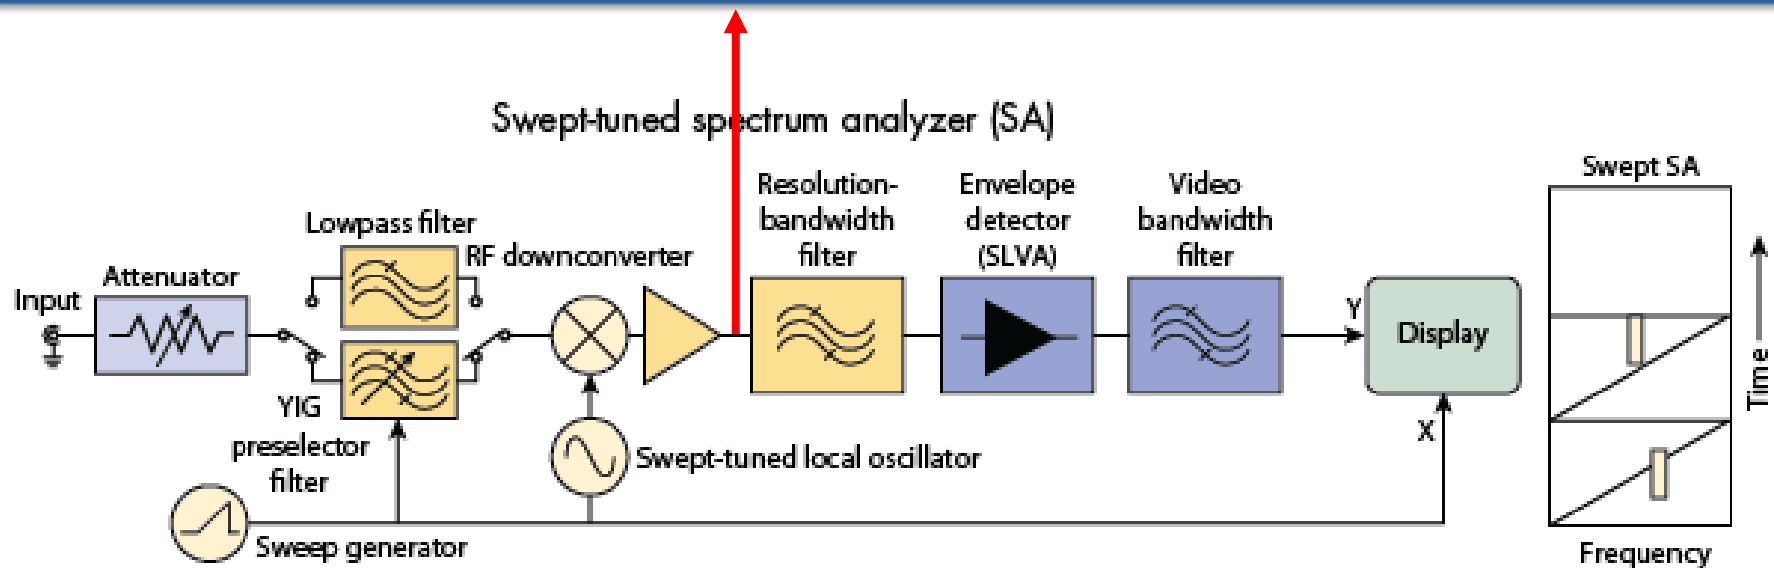 Swept-tuned spectrum analyzer (SA)
Swept SA
Resolution-
bandwidth
filter
Envelope
detector
(SLVA)
Video
bandwidth
filter
Lowpass filter
RF downconverter
Attenuator
Input
YIG
preselector
filter
Swept-tuned local oscillator
Sweep generator
Y
Display
X
Time
Frequency